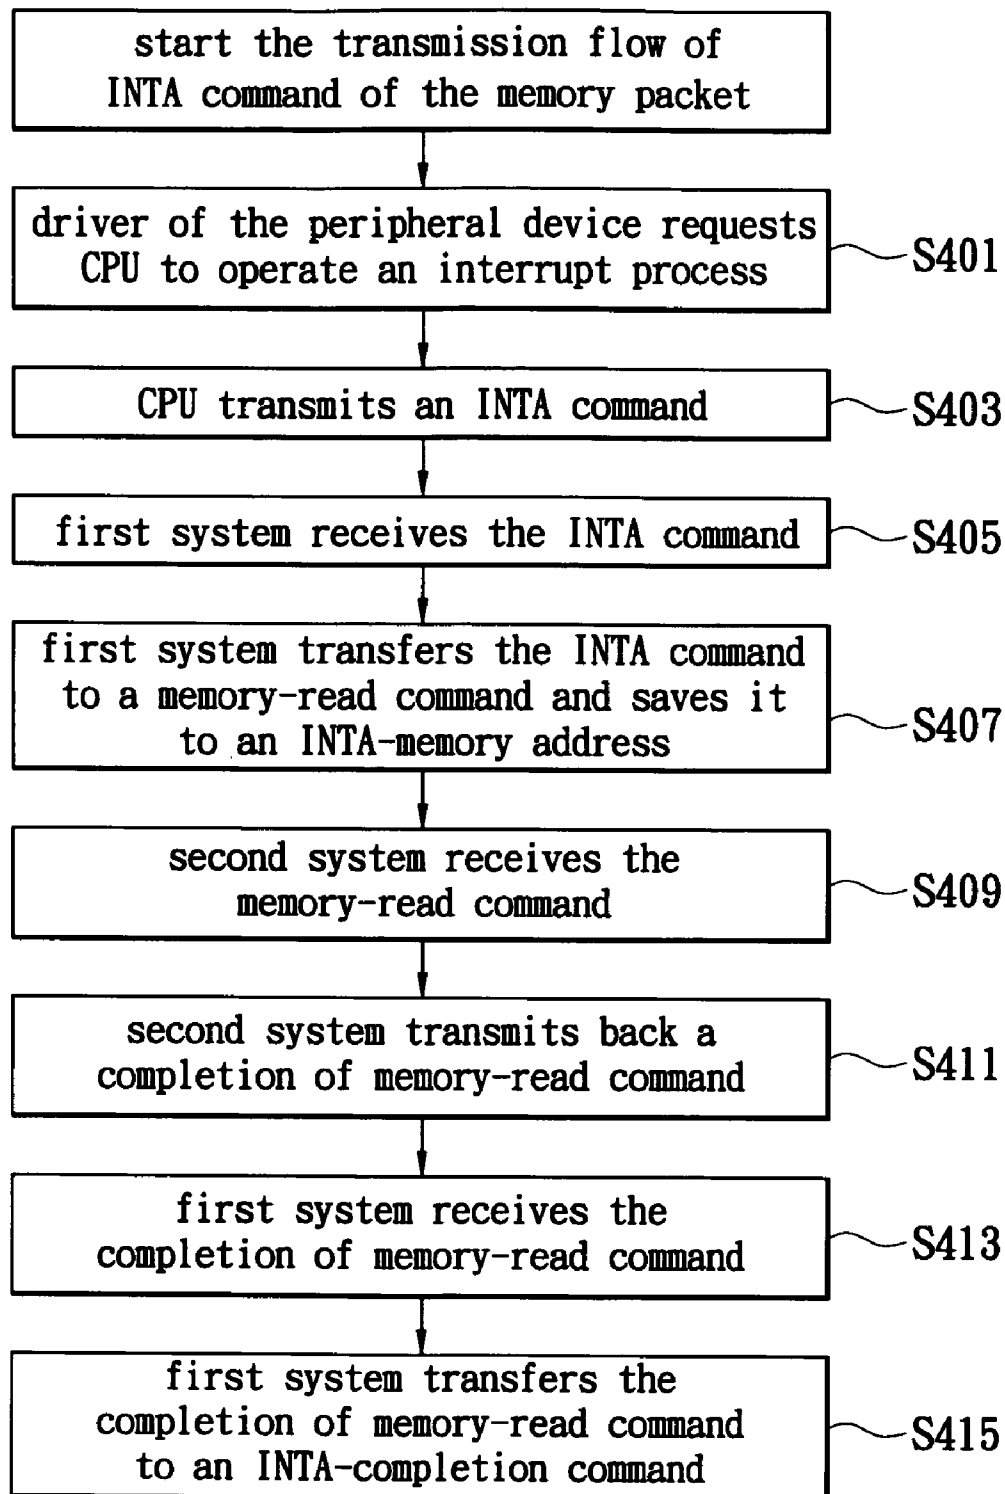 start the transmission flow of
INTA command of the memory packet
driver of the peripheral device requests
CPU to operate an interrupt process
S401
CPU transmits an INTA command
S403
first system receives the INTA command
S405
first system transfers the INTA command
to a memory-read command and saves it
to an INTA-memory address
S407
second system receives the
memory-read command
S409
second system transmits back a
completion of memory-read command
S411
first system receives the
completion of memory-read command
S413
first system transfers the
completion of memory-read command
to an INTA-completion command
S415